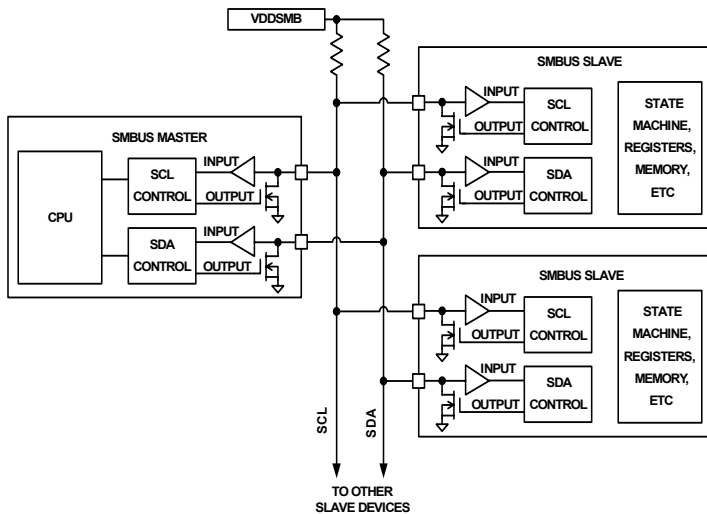 VDDSMB
SMBUS MASTER
CPU
SCL
CONTROL
INPUT
OUTPUT
SDA
CONTROL
INPUT
OUTPUT
SMBUS SLAVE
INPUT
OUTPUT
SCL
CONTROL
INPUT
OUTPUT
SDA
CONTROL
STATE
MACHINE,
REGISTERS,
MEMORY,
ETC
SMBUS SLAVE
INPUT
OUTPUT
SCL
CONTROL
INPUT
OUTPUT
SDA
CONTROL
STATE
MACHINE,
REGISTERS,
MEMORY,
ETC
SCL
SDA
TO OTHER
SLAVE DEVICES